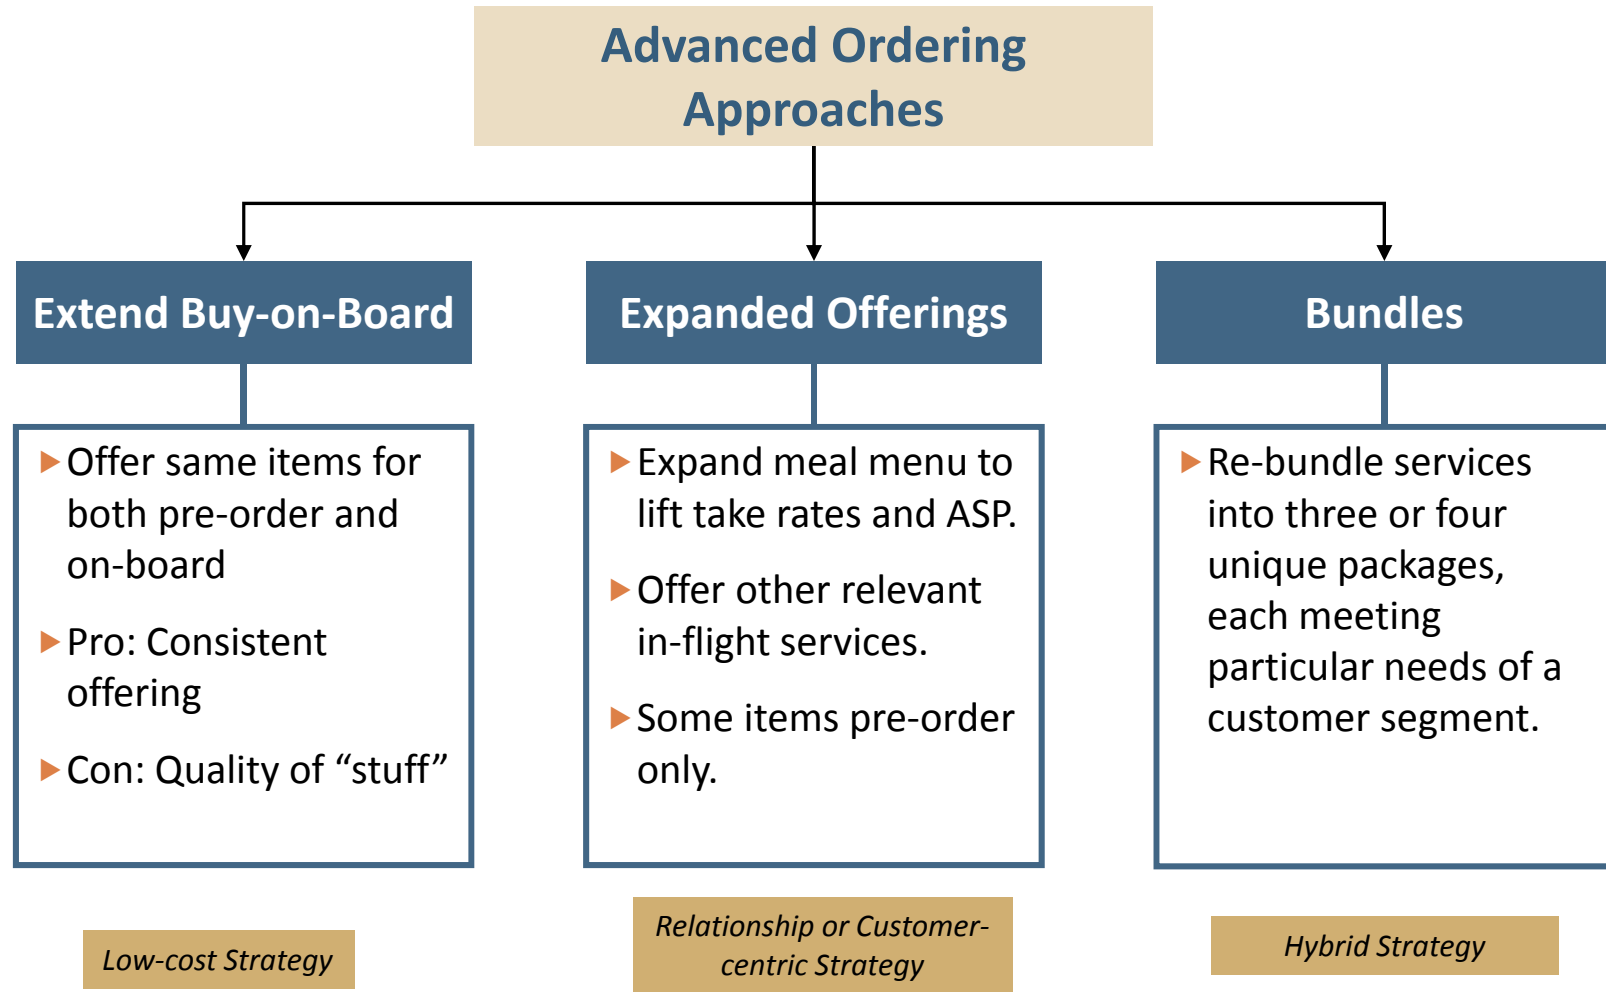 Advanced Ordering
Approaches
Extend Buy-on-Board
Offer same items for
both pre-order and
on-board
Pro: Consistent
offering
Con: Quality of “stuff”
Low-cost Strategy
Expanded Offerings
Expand meal menu to
lift take rates and ASP.
Offer other relevant
in-flight services.
Some items pre-order
only.
Relationship or Customer-
centric Strategy
Bundles
Re-bundle services
into three or four
unique packages,
each meeting
particular needs of a
customer segment.
Hybrid Strategy